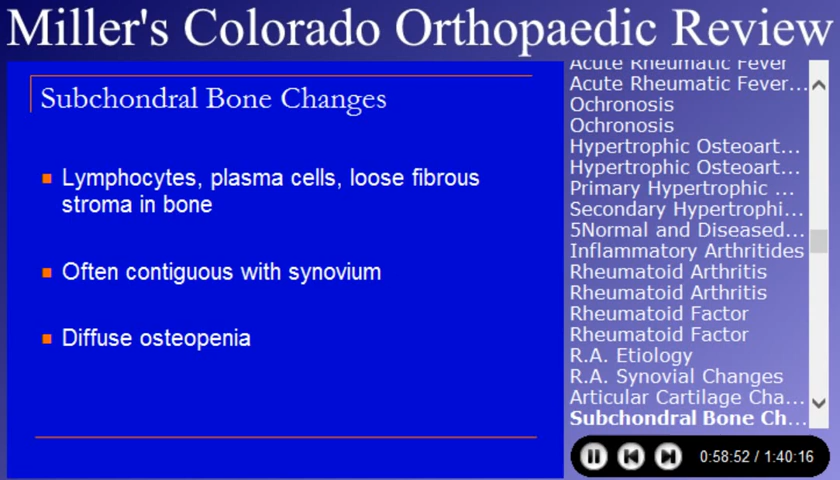 Miller's Colorado Orthopaedic Review
Subchondral Bone Changes
Lymphocytes, plasma cells, loose fibrous
stroma in bone
Often contiguous with synovium
Diffuse osteopenia
Acute Rheumatic Fever
Acute Rheumatic Fever...
Ochronosis
Ochronosis
Hypertrophic Osteoart...
Hypertrophic Osteoart...
Primary Hypertrophic ...
Secondary Hypertrophi...
5Normal and Diseased...
Inflammatory Arthritides
Rheumatoid Arthritis
Rheumatoid Arthritis
Rheumatoid Factor
Rheumatoid Factor
R.A. Etiology
R.A. Synovial Changes
Articular Cartilage Cha...
Subchondral Bone Ch...
0:58:52 / 1:40:16